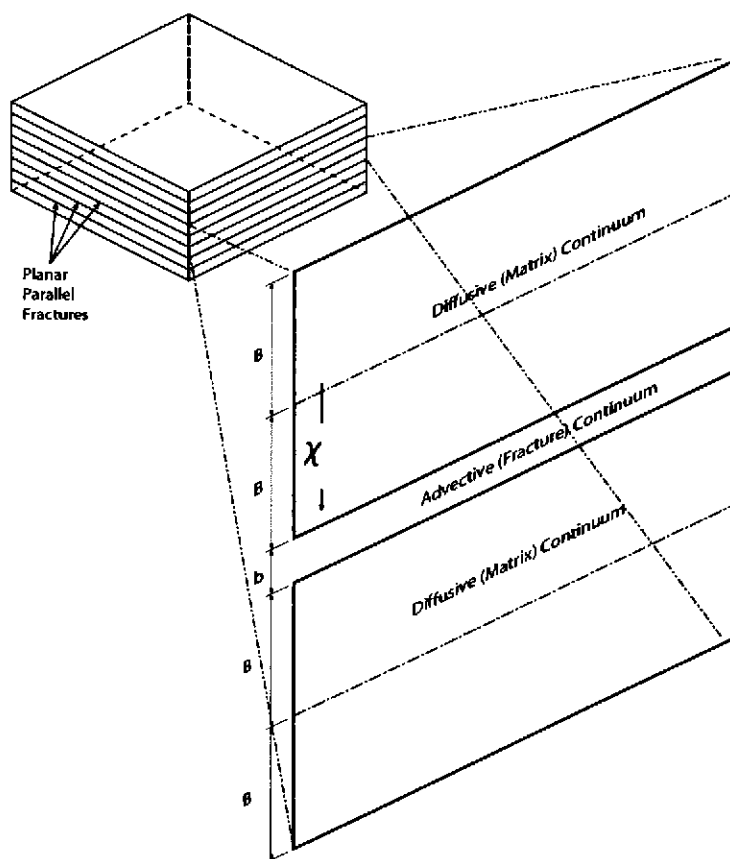 Planar
Parallel
Fractures
Diffusive (Matrix) Continuum
B
B
χ
Advective (Fracture) Continuum
b
Diffusive (Matrix) Continuum
B
B